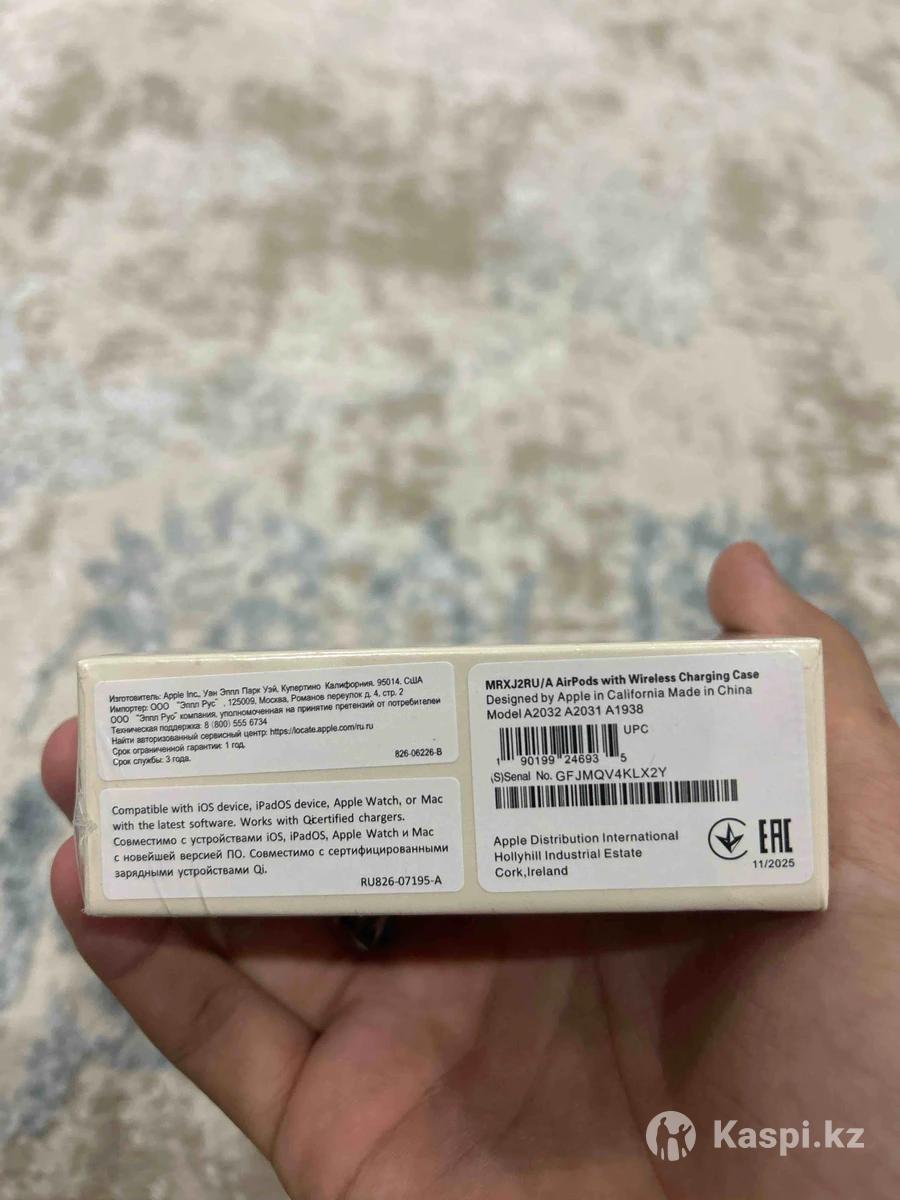 Изготовитель: Apple Inc., Уан Эппл Парк Уэй, Купертино Калифорния. 95014. США
Импортер: ООО "Эппл Рус" , 125009, Москва, Романов переулок д. 4, стр. 2
ООО "Эппл Рус" компания, уполномоченная на принятие претензий от потребителей
Техническая поддержка: 8 (800) 555 6734
Найти авторизованный сервисный центр: https://locate.apple.com/ru ru
Срок ограниченной гарантии: 1 год.
Срок службы: 3 года.
826-06226-B
Compatible with iOS device, iPadOS device, Apple Watch, or Mac
with the latest software. Works with Qicertified chargers.
Совместимо с устройствами iOS, iPadOS, Apple Watch и Mac
с новейшей версией ПО. Совместимо с сертифицированными
зарядными устройствами Qi.
RU826-07195-A
MRXJ2RU/A AirPods with Wireless Charging Case
Designed by Apple in California Made in China
Model A2032 A2031 A1938
UPC
1 90199 24693 5
(S)Serial No. GFJMQV4KLX2Y
Apple Distribution International
Hollyhill Industrial Estate
Cork,Ireland
EAC
11/2025
Kaspi.kz